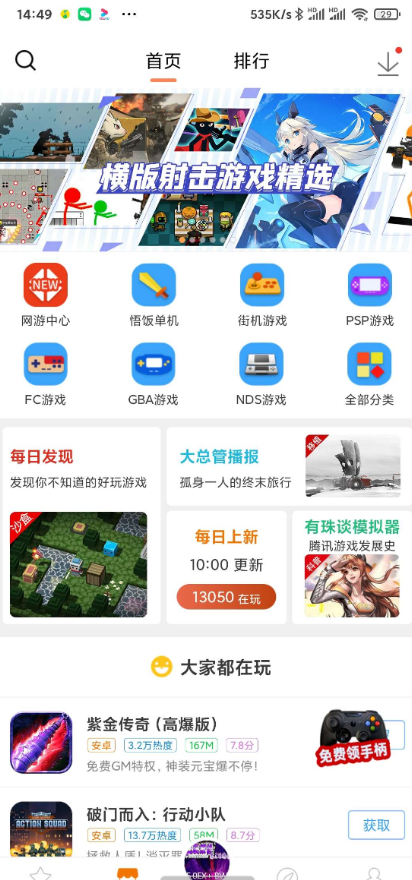 14:49
535K/s
HD
HD
29
首页
排行
横版射击游戏精选
NEW
网游中心
悟饭单机
街机游戏
PSP游戏
FC游戏
GBA游戏
NDS游戏
全部分类
每日发现
发现你不知道的好玩游戏
沙盒
大总管播报
孤身一人的终末旅行
每日上新
10:00 更新
13050 在玩
有珠谈模拟器
腾讯游戏发展史
科普
大家都在玩
紫金传奇（高爆版）
安卓
3.2万热度
167M
7.8分
免费GM特权，神装元宝爆不停！
免费领手柄
ACTION SQUAD
破门而入：行动小队
安卓
13.7万热度
58M
8.7分
获取